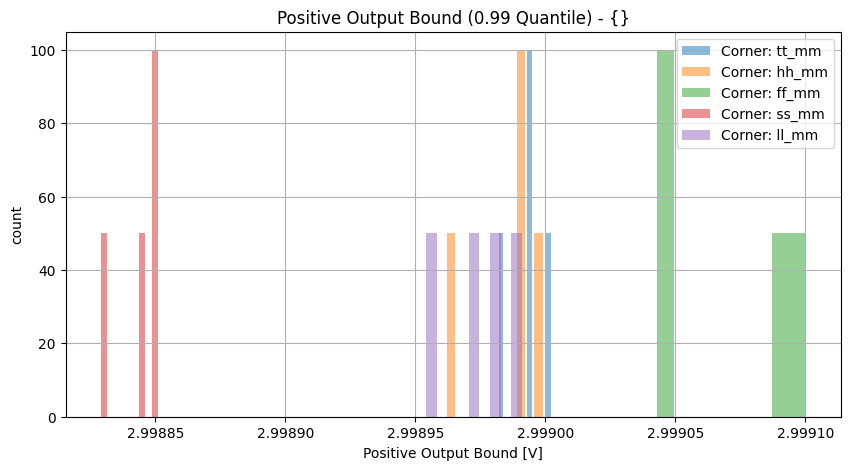 Positive Output Bound (0.99 Quantile) - {}
Corner: tt_mm
Corner: hh_mm
Corner: ff_mm
Corner: ss_mm
Corner: ll_mm
100
80
60
40
20
0
count
2.99885
2.99890
2.99895
2.99900
2.99905
2.99910
Positive Output Bound [V]